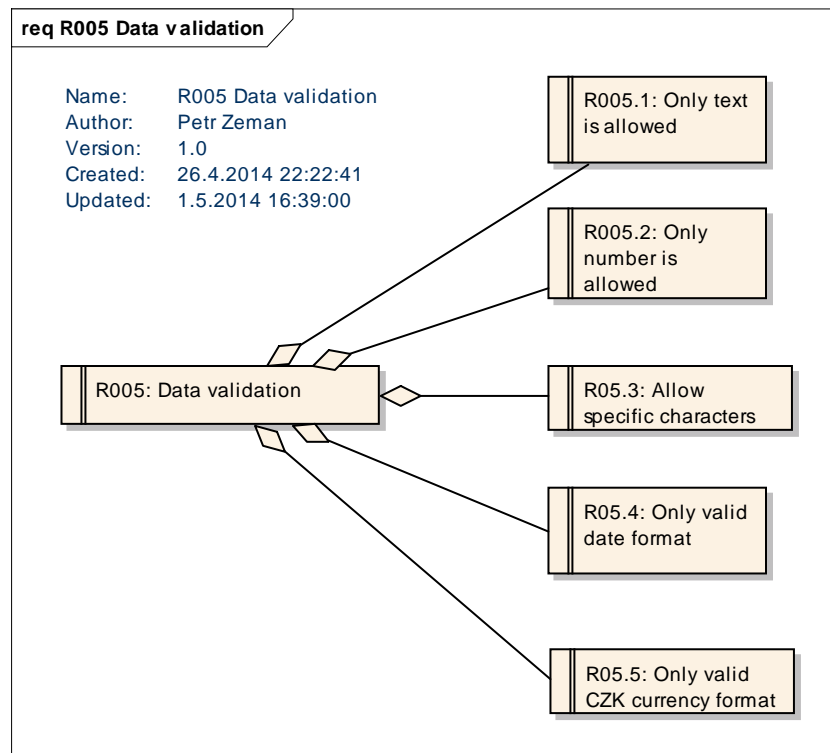 req R005 Data validation
Name: R005 Data validation
Author: Petr Zeman
Version: 1.0
Created: 26.4.2014 22:22:41
Updated: 1.5.2014 16:39:00
R005.1: Only text
is allowed
R005.2: Only
number is
allowed
R005: Data validation
R05.3: Allow
specific characters
R05.4: Only valid
date format
R05.5: Only valid
CZK currency format